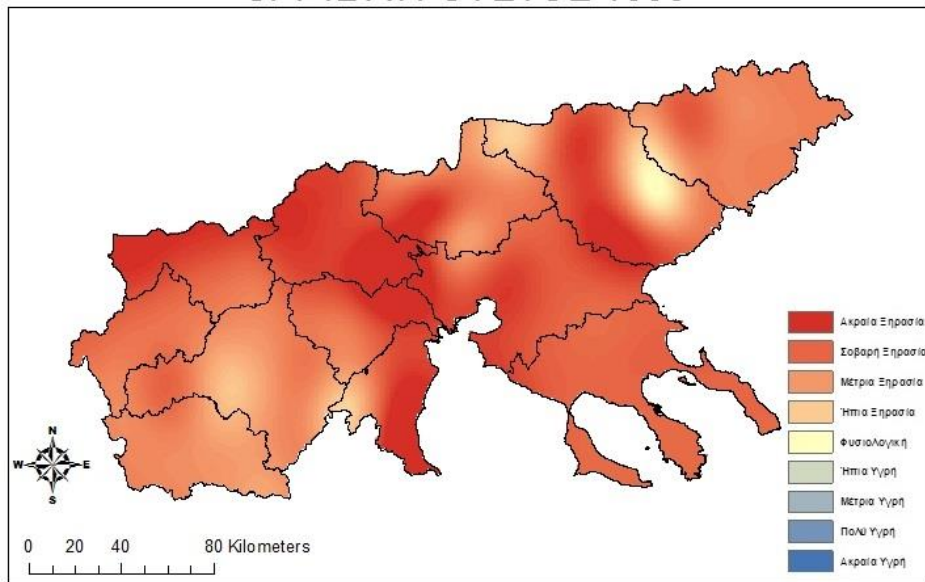 Ακραία Ξηρασία
Σοβαρή Ξηρασία
Μέτρια Ξηρασία
Ήπια Ξηρασία
Φυσιολογική
Ήπια Υγρή
Μέτρια Υγρή
Πολύ Υγρή
Ακραία Υγρή
N
W E
S
0 20 40 80 Kilometers